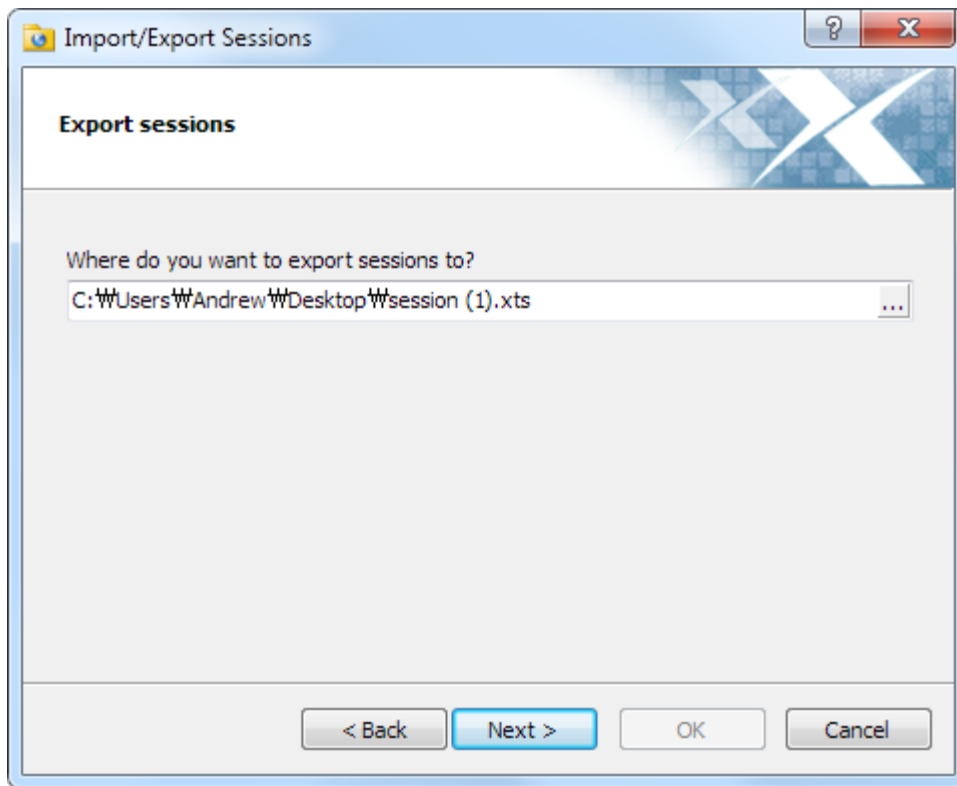 Import/Export Sessions
Export sessions
Where do you want to export sessions to?
C:₩Users₩Andrew₩Desktop₩session (1).xts
...
< Back
Next >
OK
Cancel